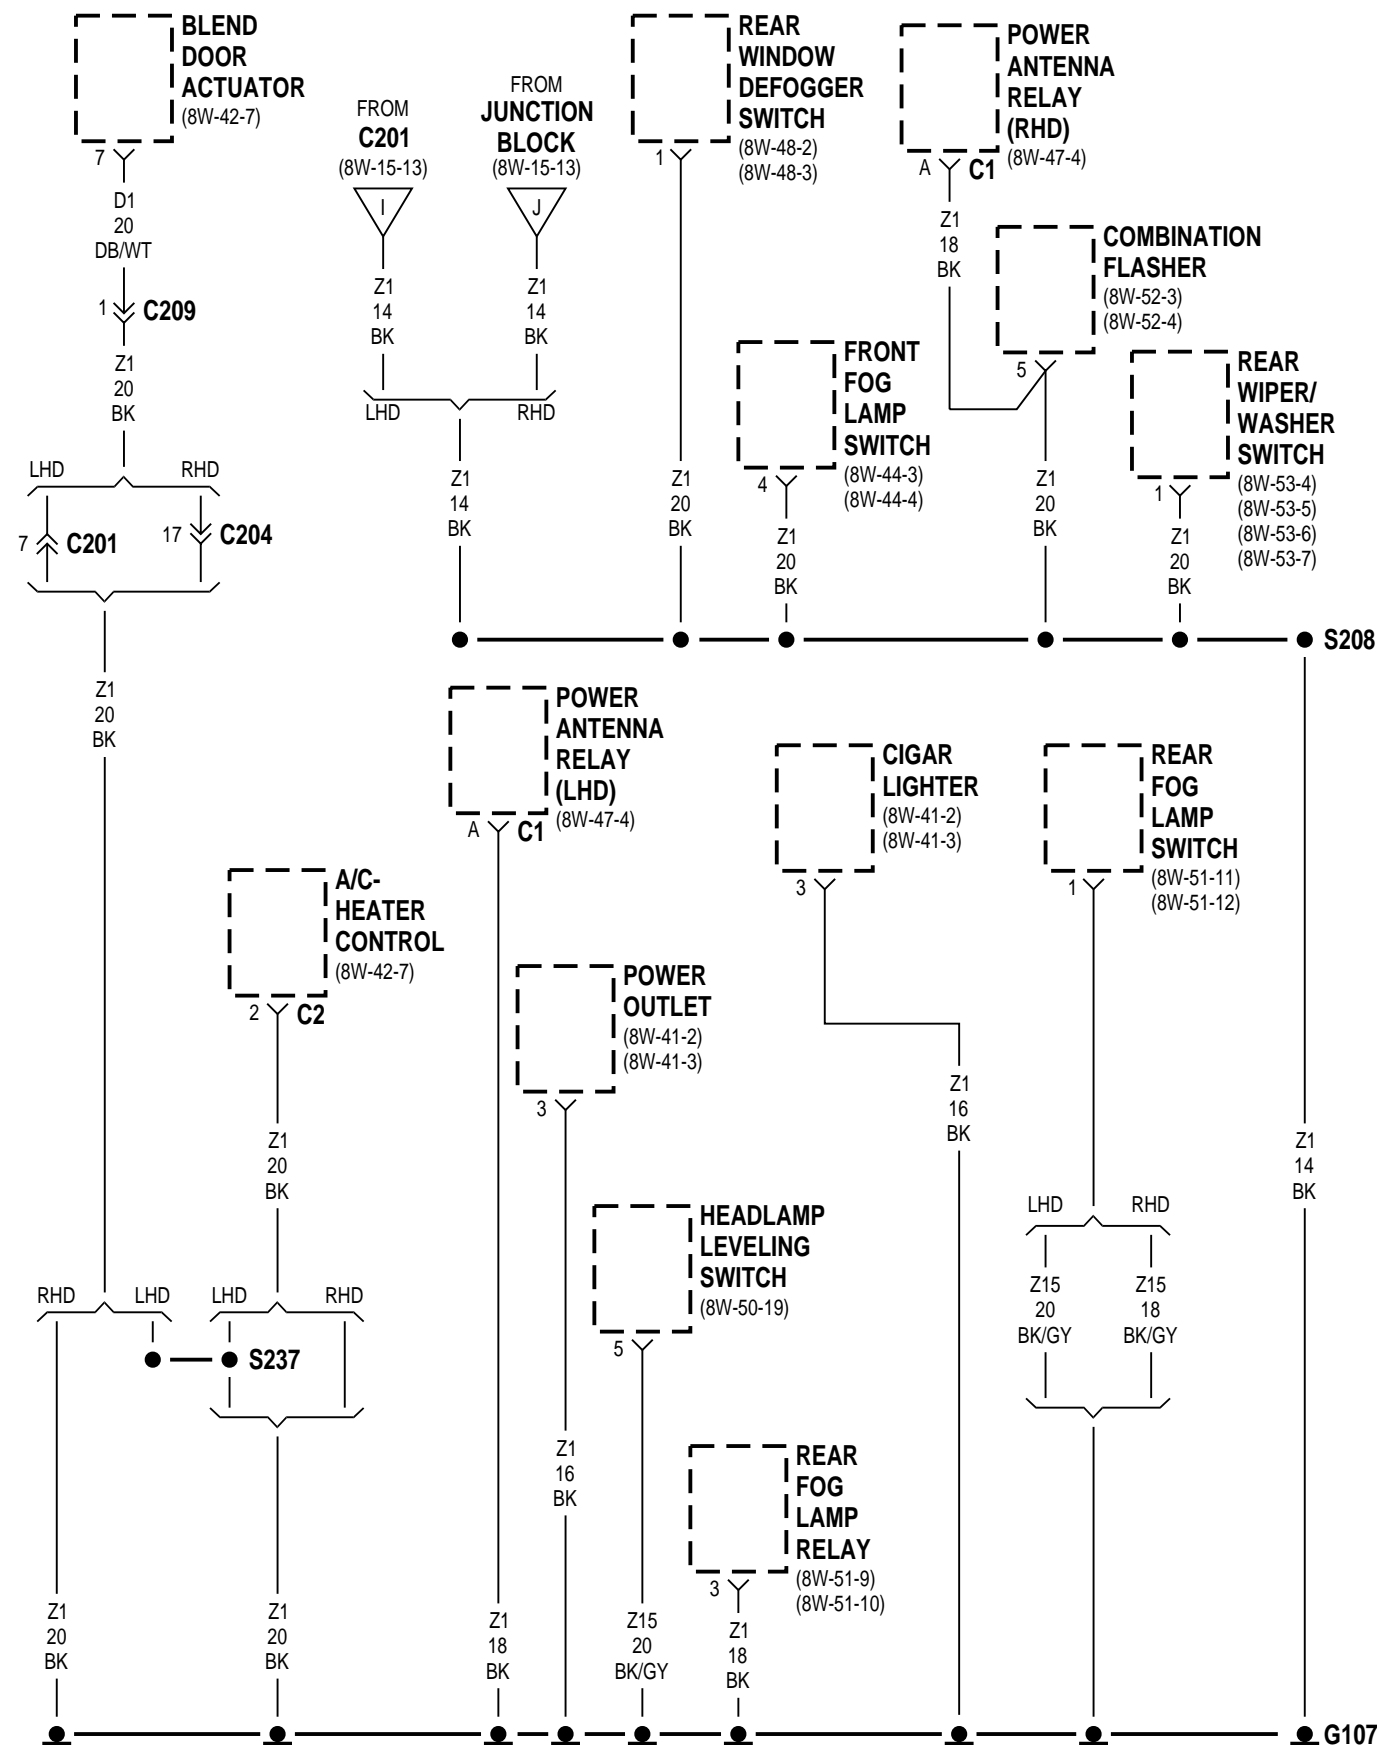 BLEND
DOOR
ACTUATOR
(8W-42-7)
7
D1
20
DB/WT
1
C209
Z1
20
BK
LHD
RHD
7
C201
17
C204
Z1
20
BK
FROM
C201
(8W-15-13)
I
Z1
14
BK
LHD
FROM
JUNCTION
BLOCK
(8W-15-13)
J
Z1
14
BK
RHD
Z1
14
BK
REAR
WINDOW
DEFOGGER
SWITCH
(8W-48-2)
(8W-48-3)
1
Z1
20
BK
FRONT
FOG
LAMP
SWITCH
(8W-44-3)
(8W-44-4)
4
Z1
20
BK
POWER
ANTENNA
RELAY
(RHD)
(8W-47-4)
A
C1
Z1
18
BK
COMBINATION
FLASHER
(8W-52-3)
(8W-52-4)
5
Z1
20
BK
REAR
WIPER/
WASHER
SWITCH
(8W-53-4)
(8W-53-5)
(8W-53-6)
(8W-53-7)
1
Z1
20
BK
S208
POWER
ANTENNA
RELAY
(LHD)
(8W-47-4)
A
C1
CIGAR
LIGHTER
(8W-41-2)
(8W-41-3)
3
REAR
FOG
LAMP
SWITCH
(8W-51-11)
(8W-51-12)
1
A/C-
HEATER
CONTROL
(8W-42-7)
2
C2
Z1
20
BK
POWER
OUTLET
(8W-41-2)
(8W-41-3)
3
Z1
16
BK
Z1
14
BK
HEADLAMP
LEVELING
SWITCH
(8W-50-19)
5
LHD
RHD
Z15
20
BK/GY
Z15
18
BK/GY
RHD
LHD
LHD
RHD
S237
Z1
16
BK
REAR
FOG
LAMP
RELAY
(8W-51-9)
(8W-51-10)
3
Z1
20
BK
Z1
20
BK
Z1
18
BK
Z15
20
BK/GY
Z1
18
BK
G107